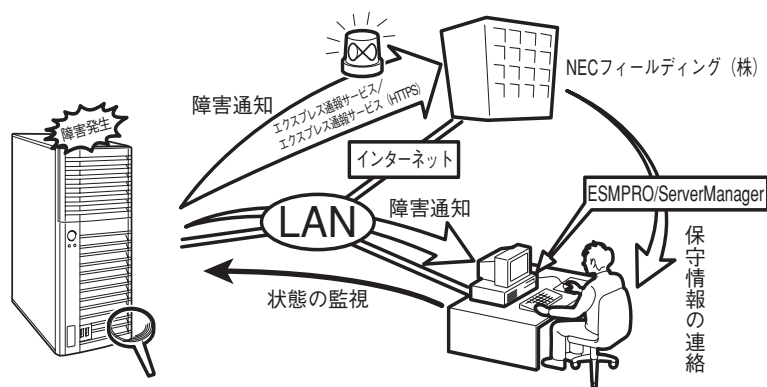 障害発生
障害通知
エクスプレス通報サービス/
エクスプレス通報サービス (HTTPS)
NECフィールディング（株）
インターネット
LAN
障害通知
ESMPRO/ServerManager
状態の監視
保守情報の連絡